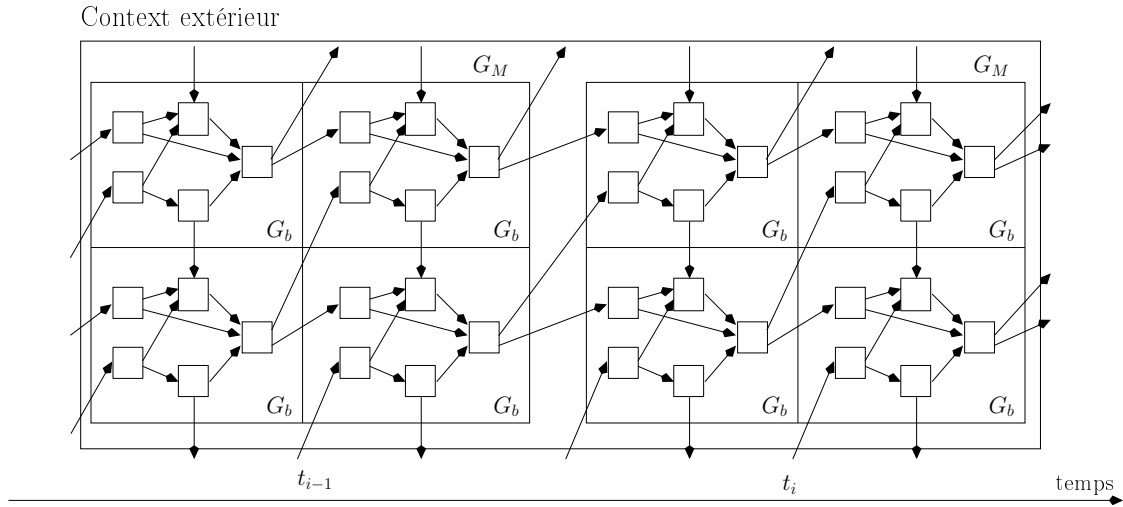 Context extérieur
G_M G_M
G_b G_b G_b G_b
G_b G_b G_b G_b
t_{i-1} t_i temps